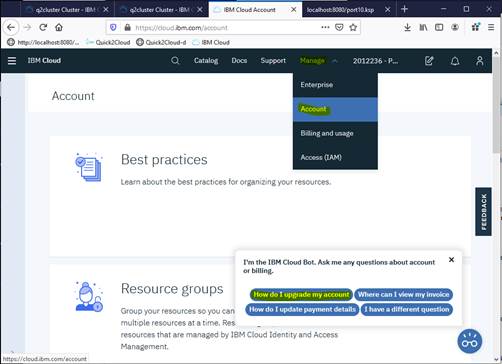 q2cluster Cluster - IBM Cloud
q2cluster Cluster - IBM Cloud
IBM Cloud Account
localhost:8080/port10.ksp
https://cloud.ibm.com/account
http://localhost:8080/...
Quick2Cloud-d
Quick2Cloud
Other Bookmarks
IBM Cloud
Catalog
Docs
Support
Manage
2012236 - P...
Enterprise
Account
Billing and usage
Access (IAM)
Account
Best practices
Learn about the best practices for organizing your resources.
Resource groups
Group your resources so you can
multiple resources at a time.
resources that are managed by IBM Cloud Identity and Access
Management.
FEEDBACK
I'm the IBM Cloud Bot. Ask me any questions about account
or billing.
How do I upgrade my account
Where can I view my invoice
How do I update payment details
I have a different question
https://cloud.ibm.com/account